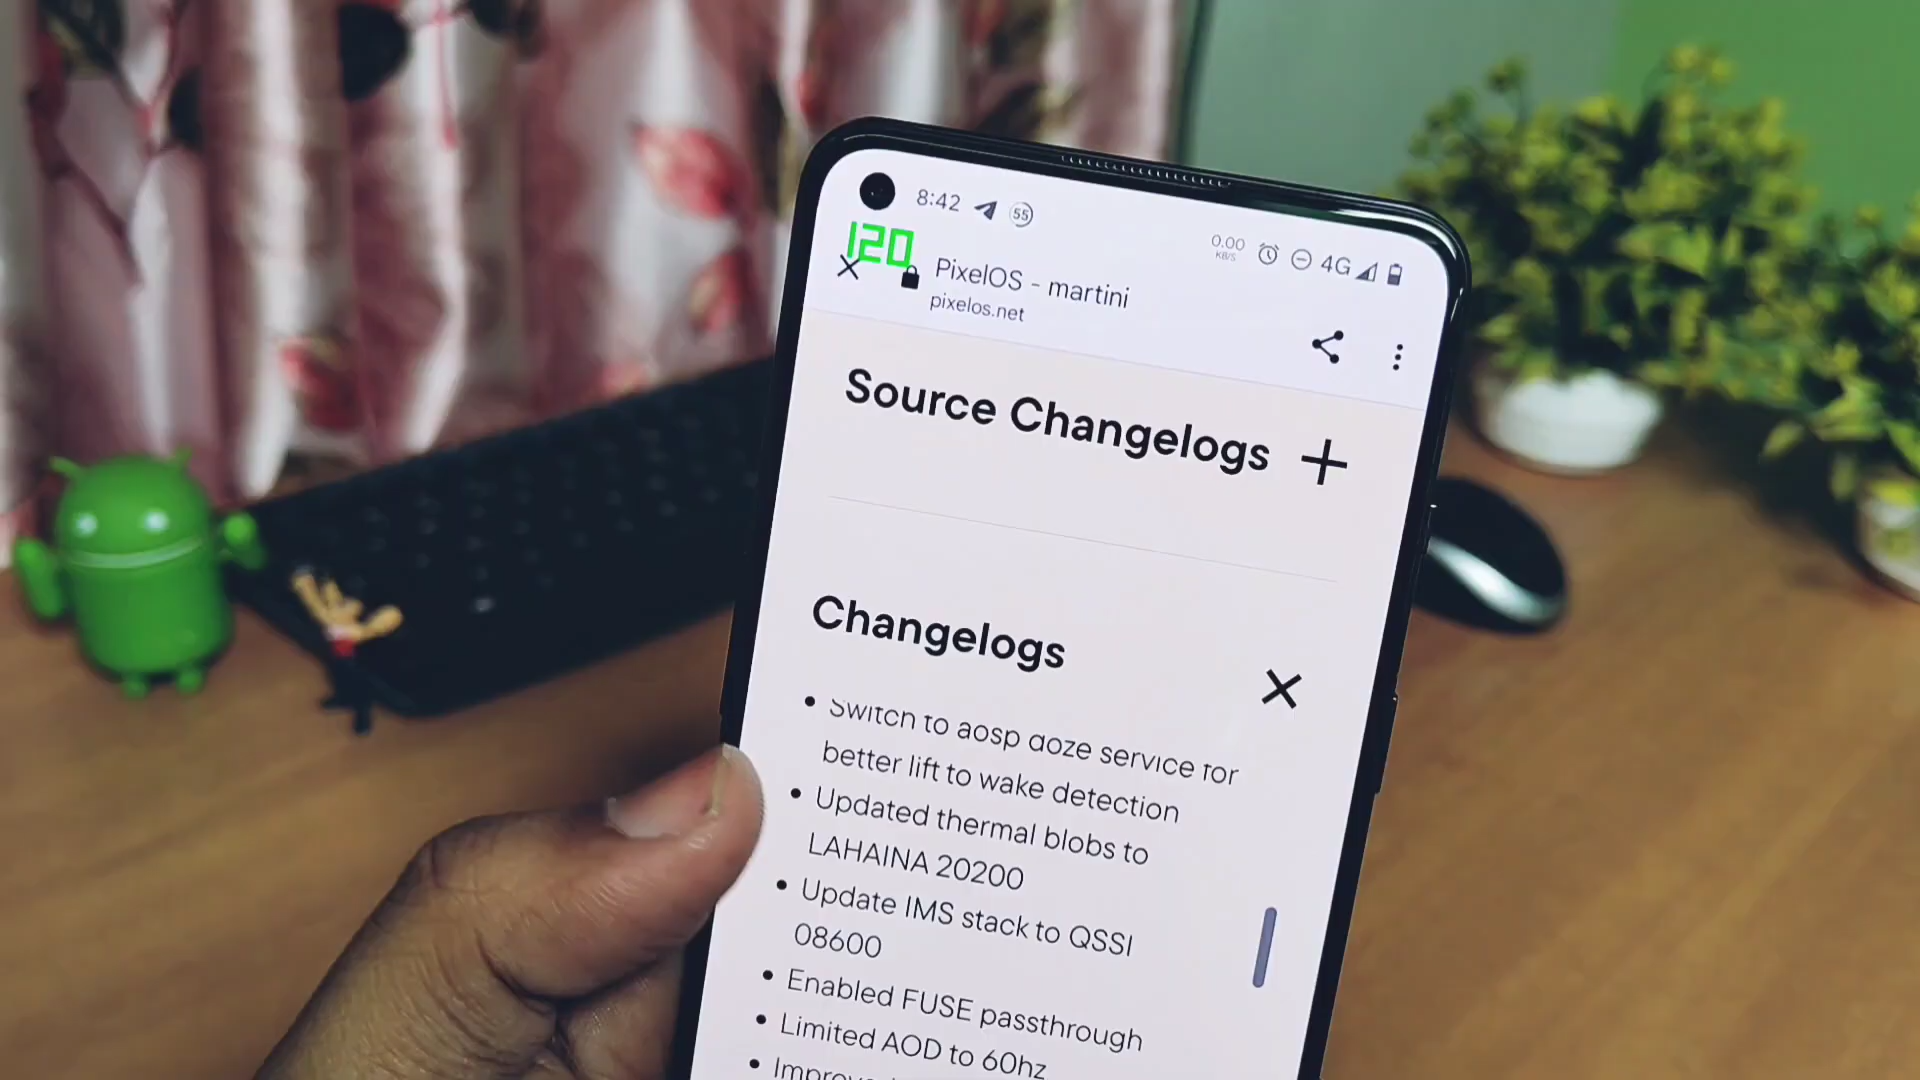 8:42 55 0.00 KB/S 4G
120
PixelOS - martini
pixelos.net
Source Changelogs
Changelogs
• Switch to aosp doze service for
better lift to wake detection
• Updated thermal blobs to
LAHAINA 20200
• Update IMS stack to QSSI
08600
• Enabled FUSE passthrough
• Limited AOD to 60hz